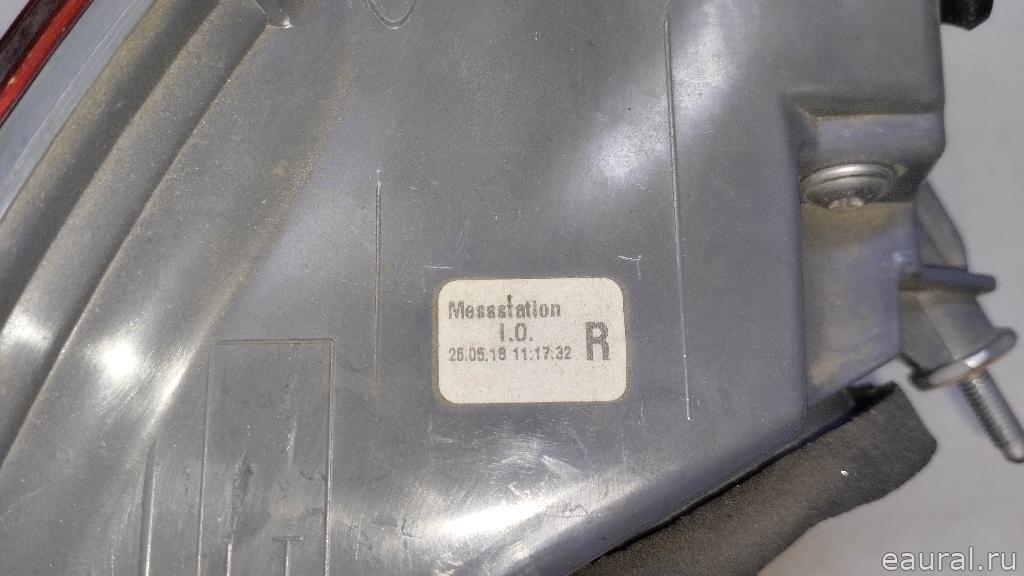 Messstation
I.O.
R
25.05.18 11:17:32
eaural.ru